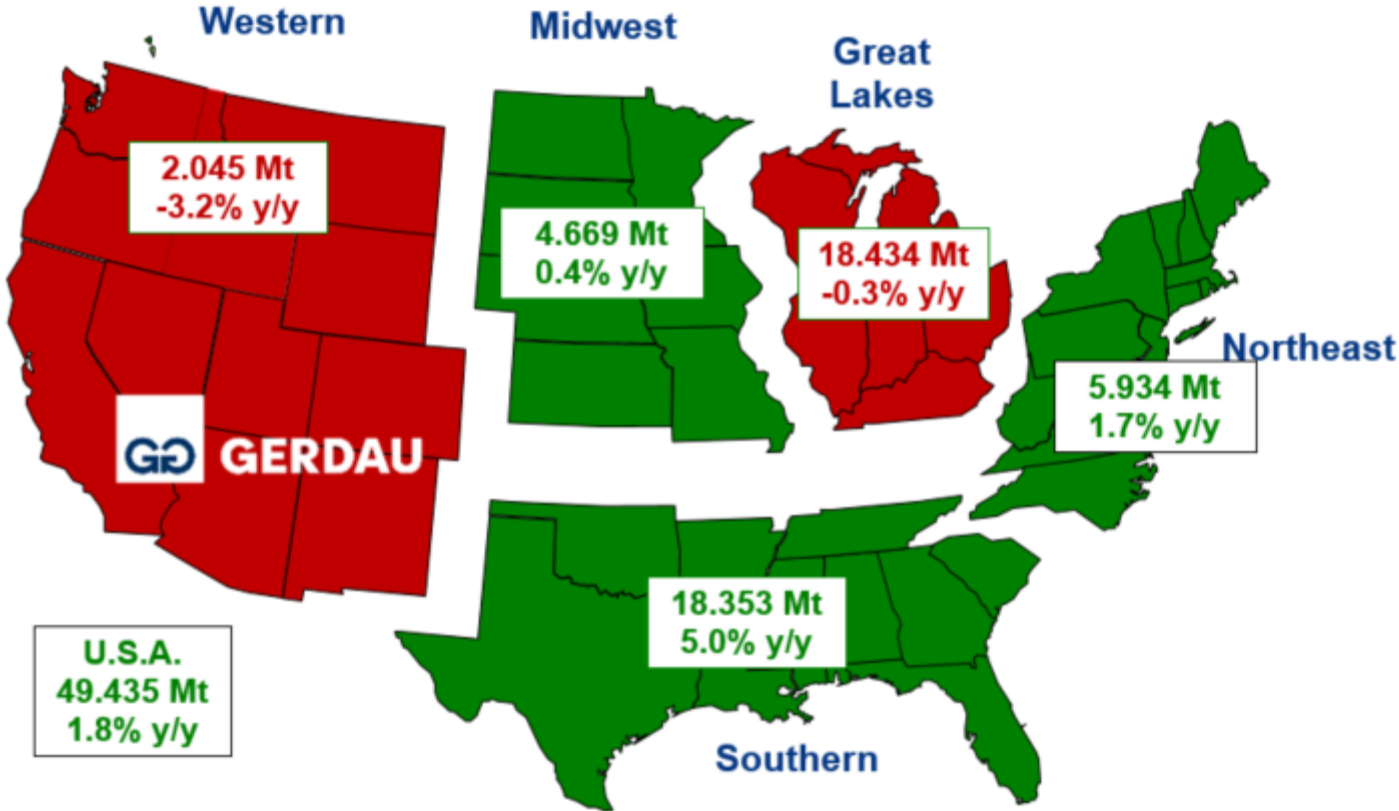 Western
Midwest
Great
Lakes
2.045 Mt
-3.2% y/y
4.669 Mt
0.4% y/y
18.434 Mt
-0.3% y/y
Northeast
5.934 Mt
1.7% y/y
GG GERDAU
18.353 Mt
5.0% y/y
U.S.A.
49.435 Mt
1.8% y/y
Southern